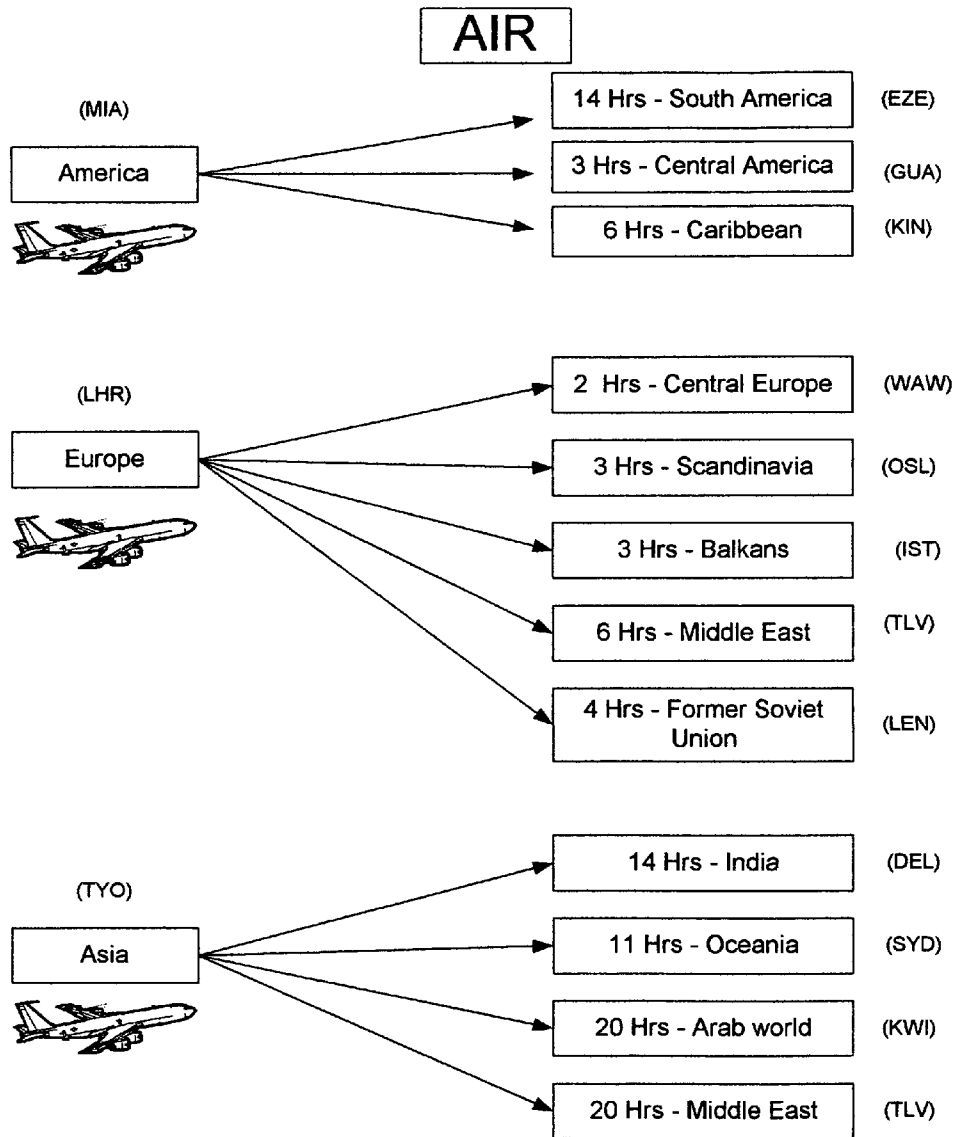 AIR
(MIA)
America
14 Hrs - South America (EZE)
3 Hrs - Central America (GUA)
6 Hrs - Caribbean (KIN)
(LHR)
Europe
2 Hrs - Central Europe (WAW)
3 Hrs - Scandinavia (OSL)
3 Hrs - Balkans (IST)
6 Hrs - Middle East (TLV)
4 Hrs - Former Soviet
Union
(LEN)
(TYO)
Asia
14 Hrs - India (DEL)
11 Hrs - Oceania (SYD)
20 Hrs - Arab world (KWI)
20 Hrs - Middle East (TLV)